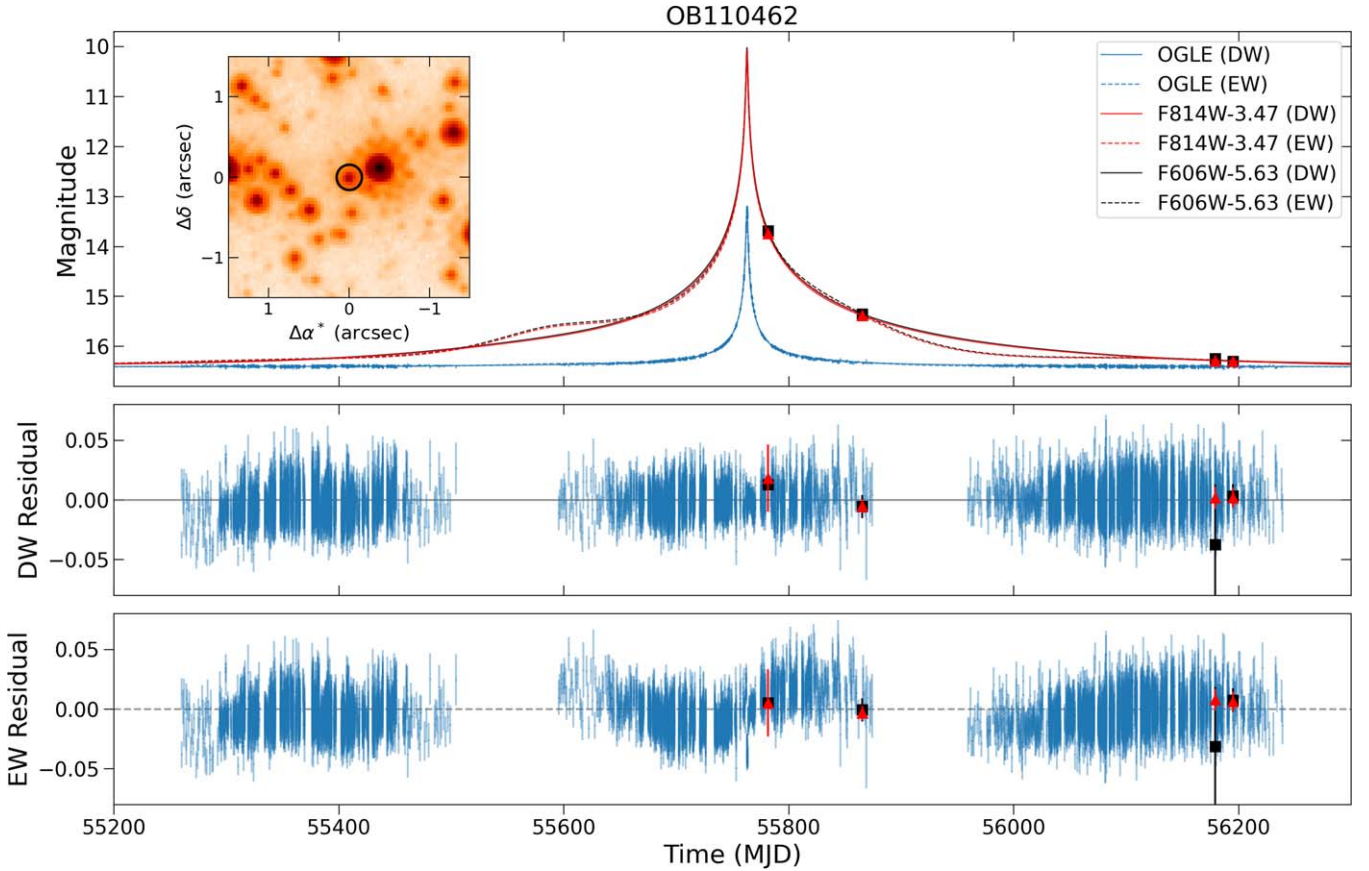 OB110462
10
11
12
13
14
15
16
Magnitude
1
0
−1
Δδ (arcsec)
1
0
−1
Δα* (arcsec)
OGLE (DW)
OGLE (EW)
F814W-3.47 (DW)
F814W-3.47 (EW)
F606W-5.63 (DW)
F606W-5.63 (EW)
0.05
0.00
−0.05
DW Residual
0.05
0.00
−0.05
EW Residual
55200
55400
55600
55800
56000
56200
Time (MJD)